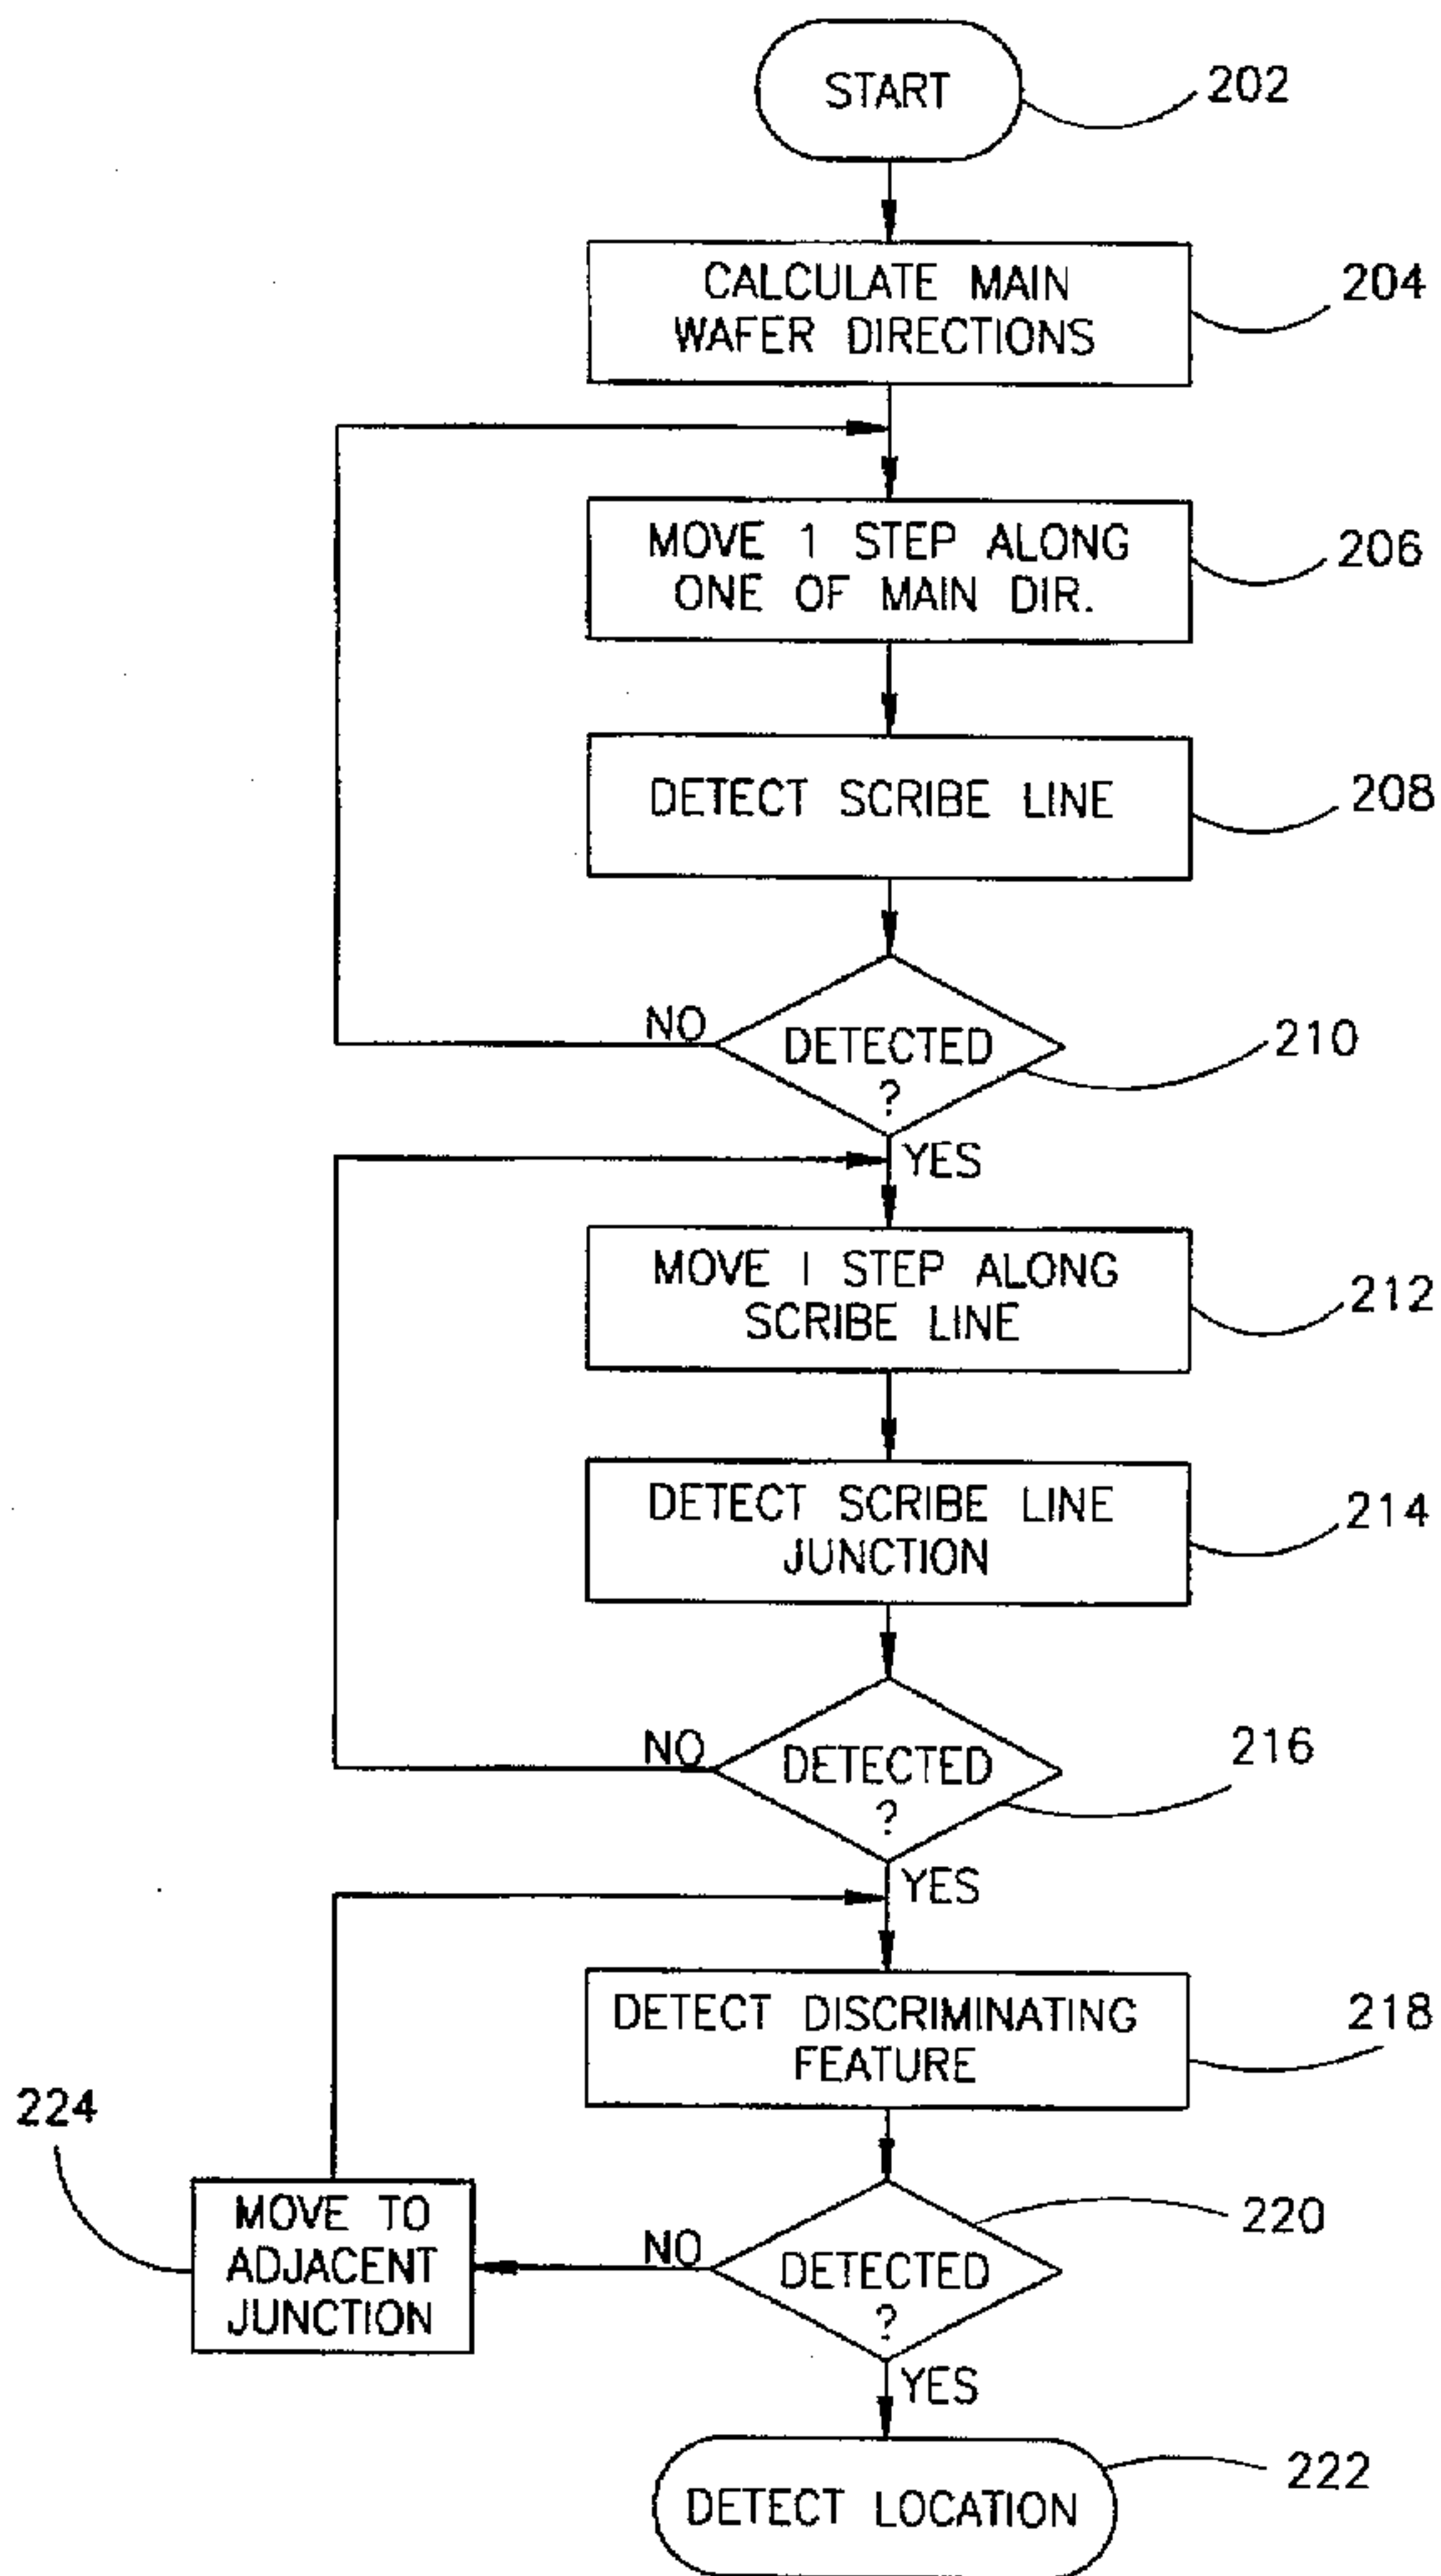 START
202
CALCULATE MAIN
WAFER DIRECTIONS
204
MOVE 1 STEP ALONG
ONE OF MAIN DIR.
206
DETECT SCRIBE LINE
208
NO
DETECTED
?
210
YES
MOVE 1 STEP ALONG
SCRIBE LINE
212
DETECT SCRIBE LINE
JUNCTION
214
NO
DETECTED
?
216
YES
DETECT DISCRIMINATING
FEATURE
218
224
MOVE TO
ADJACENT
JUNCTION
NO
DETECTED
?
220
YES
DETECT LOCATION
222